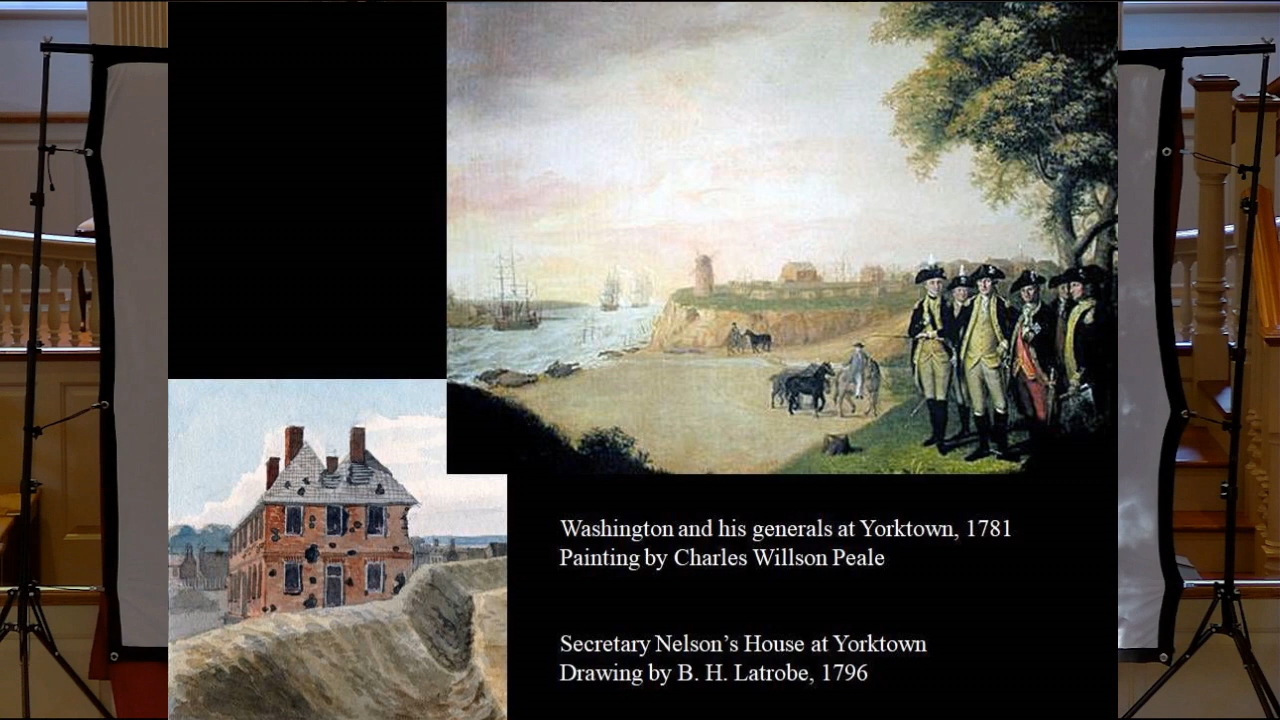 Washington and his generals at Yorktown, 1781
Painting by Charles Willson Peale
Secretary Nelson’s House at Yorktown
Drawing by B. H. Latrobe, 1796